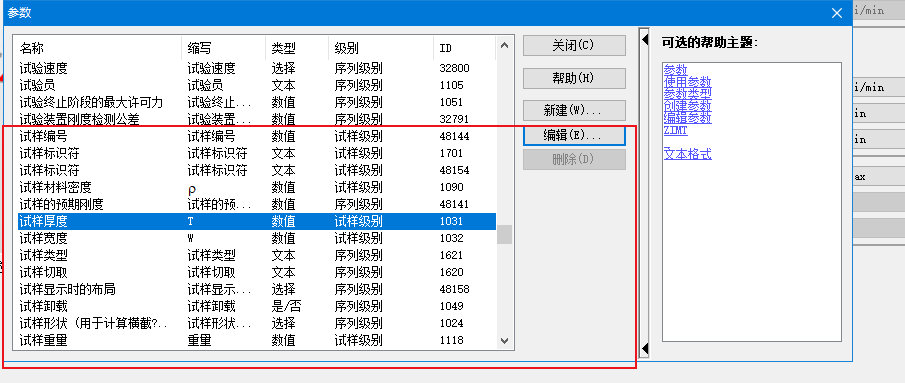 参数
名称 缩写 类型 级别 ID
试验速度 试验速度 选择 序列级别 32800
试验员 试验员 文本 序列级别 1105
试验终止阶段的最大许可力 试验终止... 数值 序列级别 1051
试验装置刚度检测公差 试验装置... 数值 序列级别 32791
试样编号 试样编号 数值 试样级别 48144
试样标识符 试样标识符 文本 试样级别 1701
试样标识符 试样标识符 文本 序列级别 48154
试样材料密度 ρ 数值 试样级别 1090
试样的预期刚度 试样的预... 数值 序列级别 48141
试样厚度 T 数值 试样级别 1031
试样宽度 W 数值 试样级别 1032
试样类型 试样类型 文本 序列级别 1621
试样切取 试样切取 文本 序列级别 1620
试样显示时的布局 试样显示... 选择 序列级别 48158
试样卸载 试样卸载 是/否 序列级别 1049
试样形状（用于计算横截?.. 试样形状... 选择 序列级别 1024
试样重量 重量 数值 试样级别 1118
关闭(C)
帮助(H)
新建(W)...
编辑(E)...
删除(D)
可选的帮助主题:
参数
使用参数
参数类型
创建参数
编辑参数
ZIMT
文本格式
i/min
i/min
in
in
ax